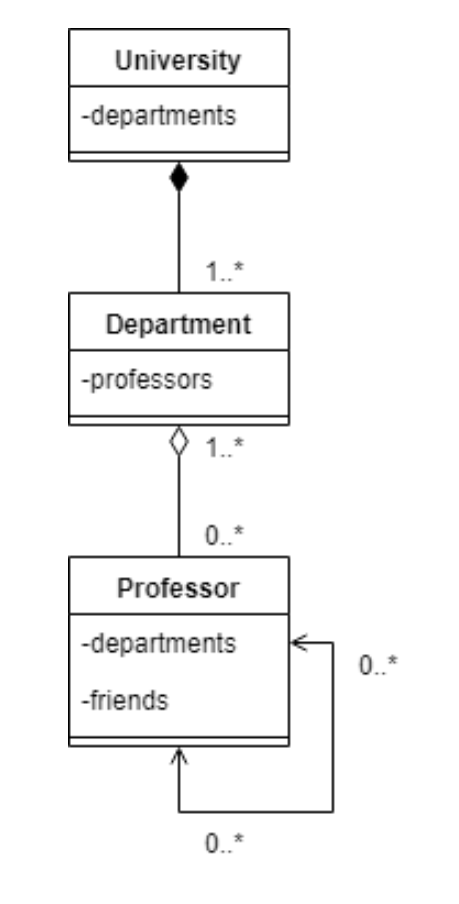 University
-departments
1..*
Department
-professors
1..*
0..*
Professor
-departments
-friends
0..*
0..*